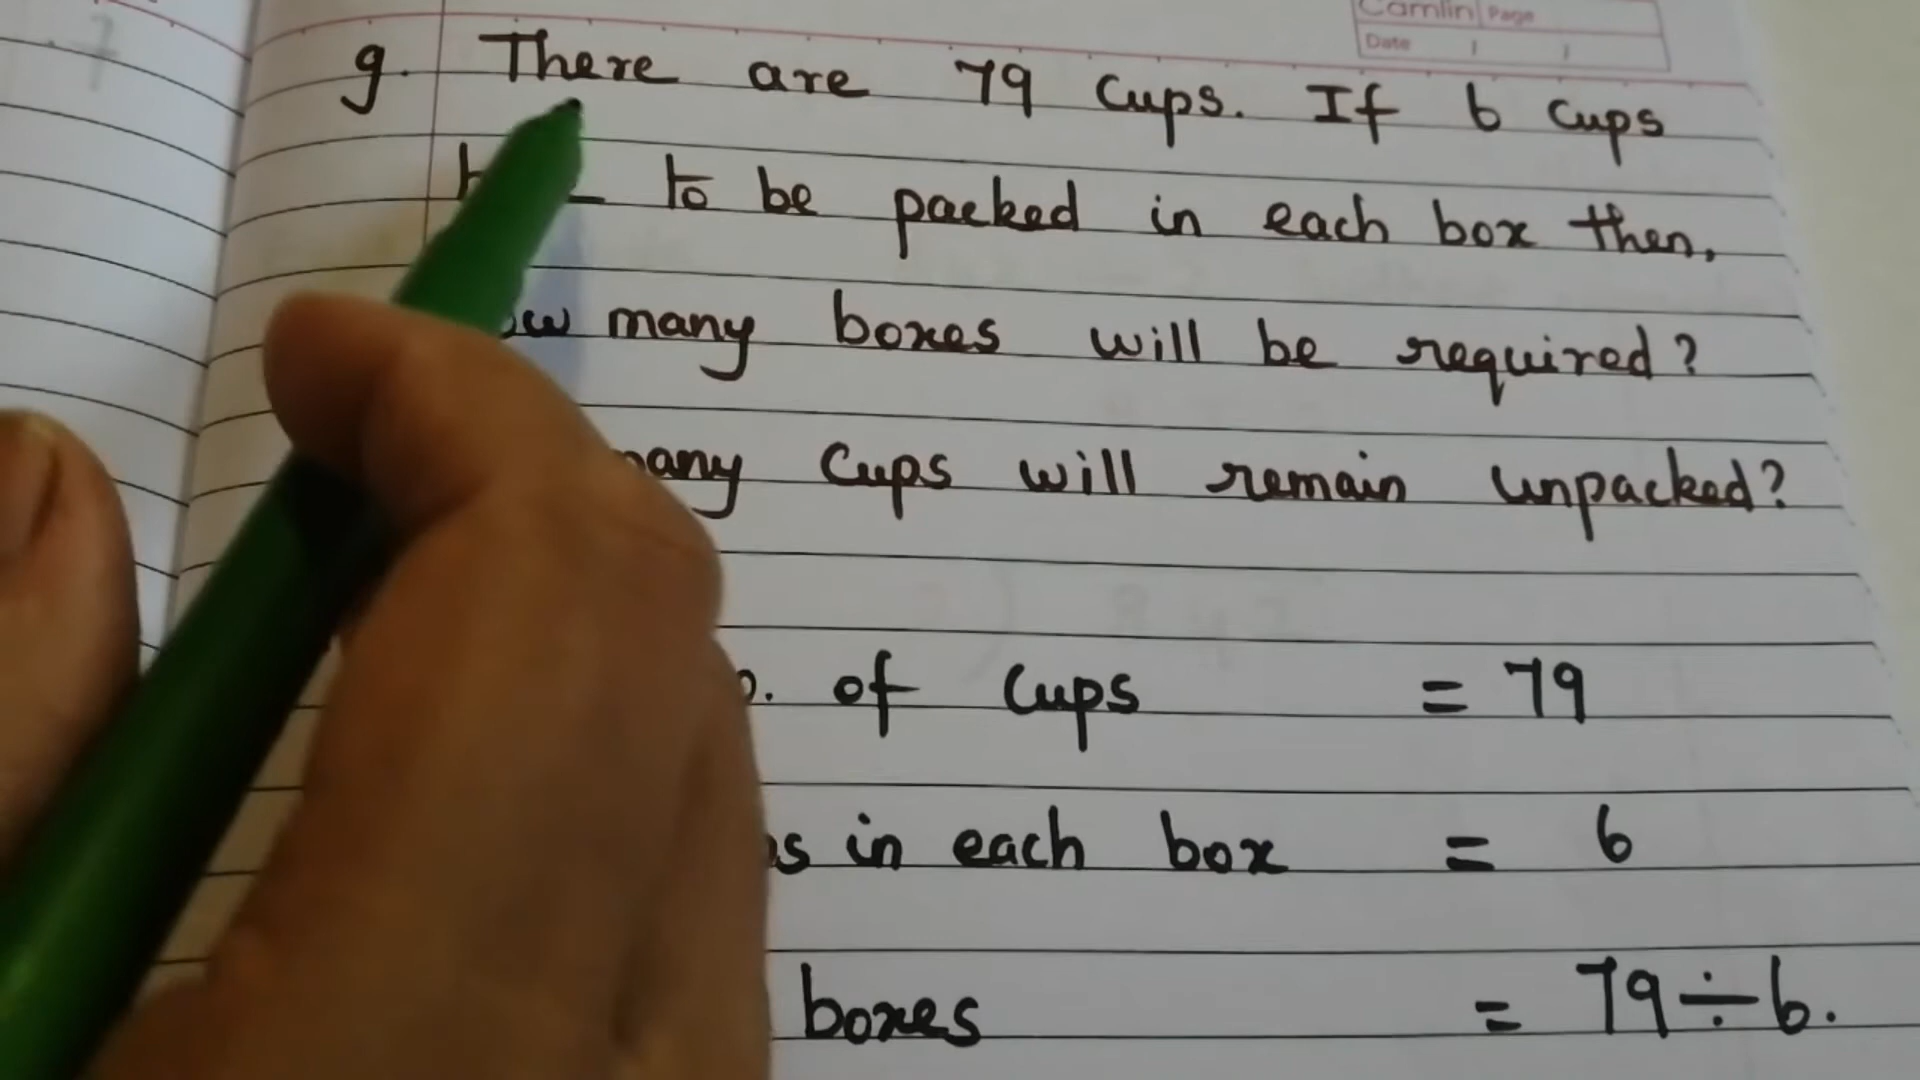 Camlin Page
Date / /
g. There are 79 Cups. If 6 Cups
to be packed in each box then,
many boxes will be required?
Cups will remain unpacked?
of Cups = 79
in each box = 6
boxes = 79÷6.